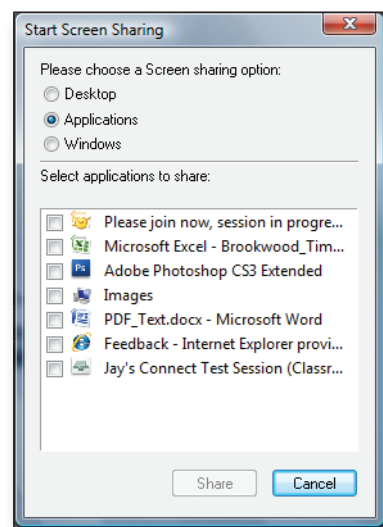 Start Screen Sharing
Please choose a Screen sharing option:
Desktop
Applications
Windows
Select applications to share:
Please join now, session in progre...
Microsoft Excel - Brookwood_Tim...
Ps Adobe Photoshop CS3 Extended
Images
PDF_Text.docx - Microsoft Word
Feedback - Internet Explorer provi...
Jay's Connect Test Session (Classr...
Share Cancel